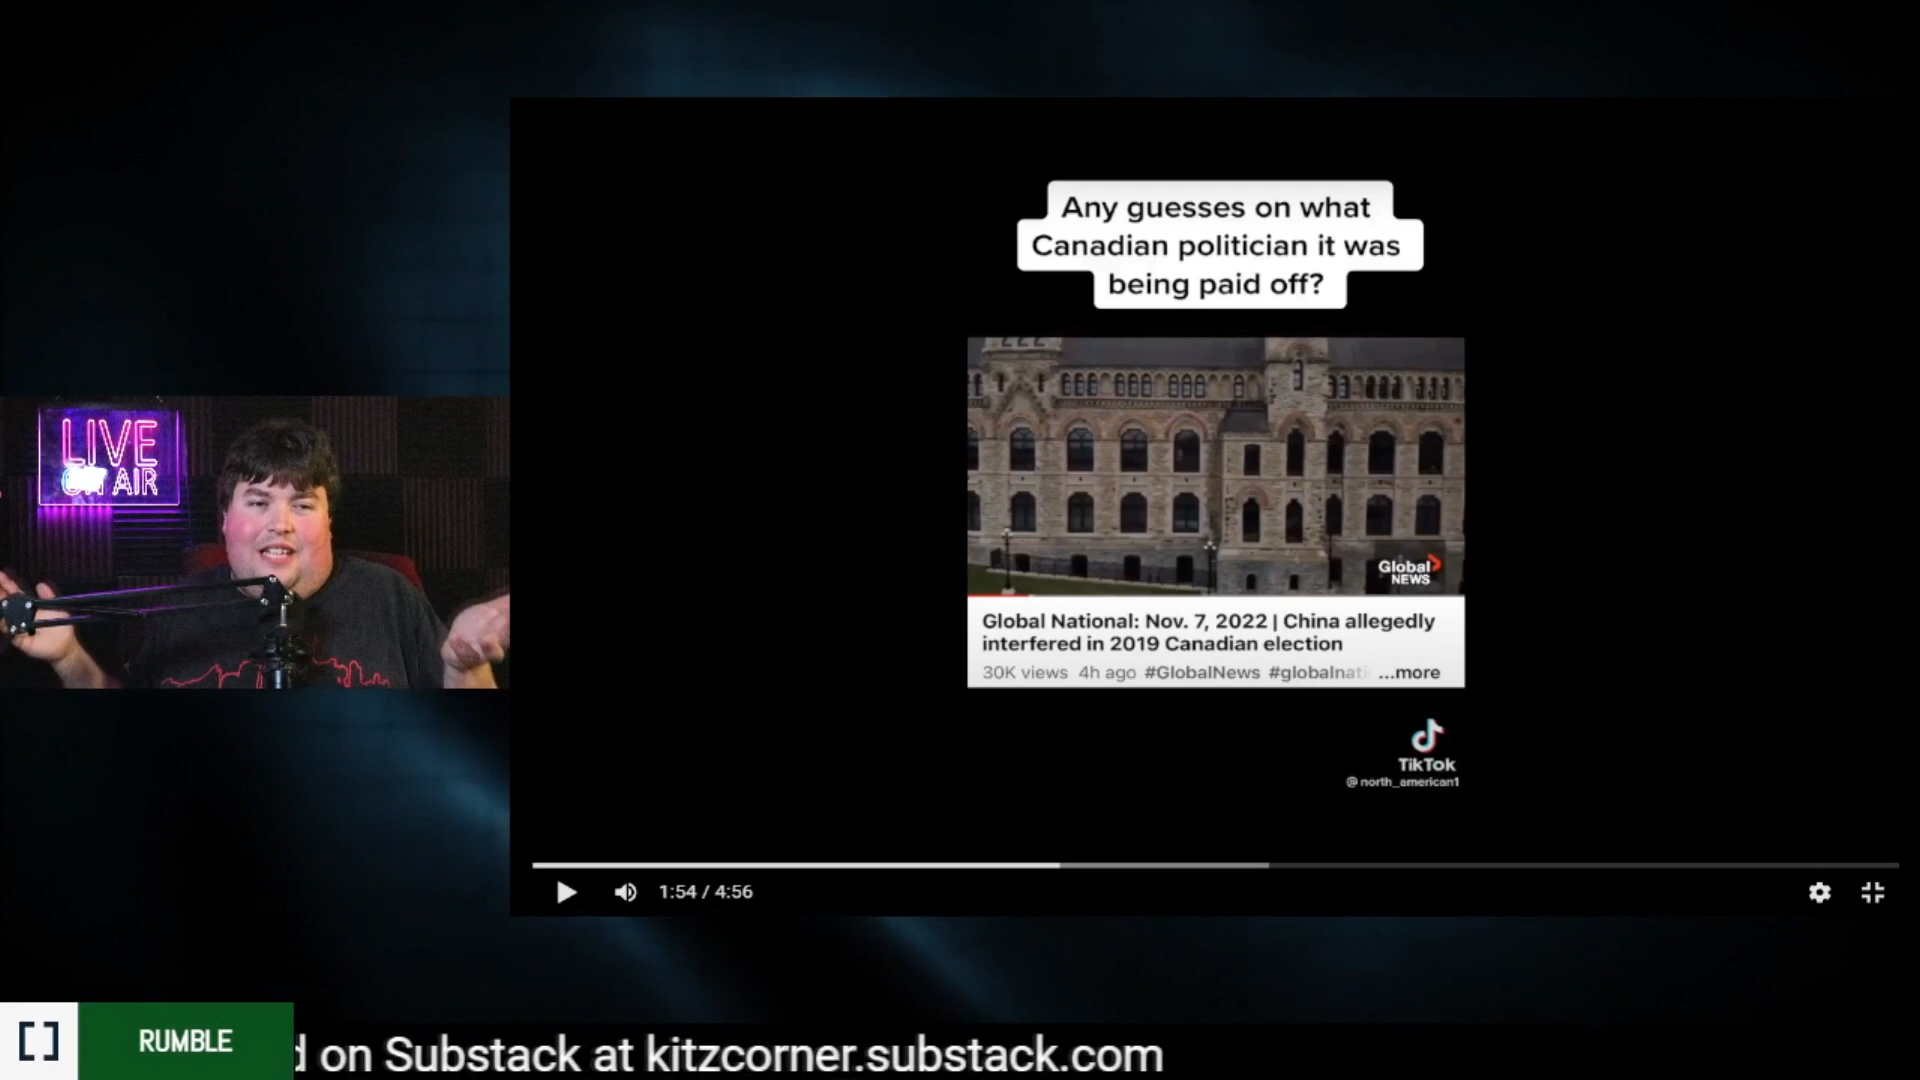 Any guesses on what
Canadian politician it was
being paid off?
LIVE
ON AIR
Global
NEWS
Global National: Nov. 7, 2022 | China allegedly
interfered in 2019 Canadian election
30K views 4h ago #GlobalNews #globalnati ...more
TikTok
@north_american1
1:54 / 4:56
RUMBLE
d on Substack at kitzcorner.substack.com